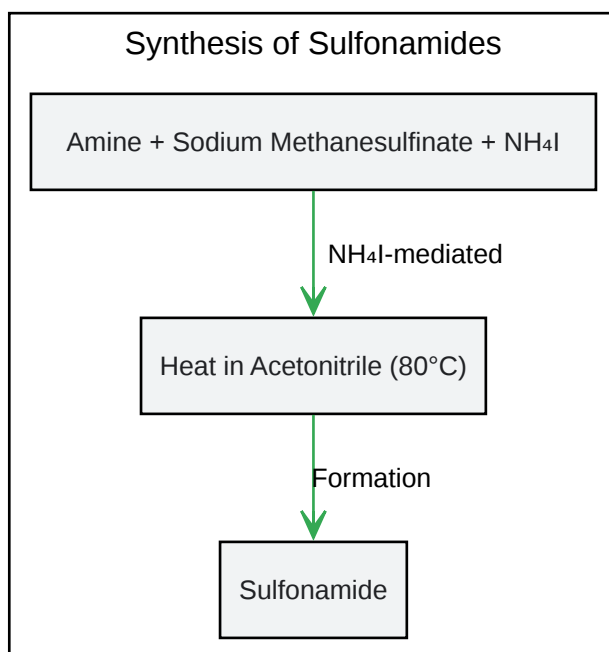 Synthesis of Sulfonamides
Amine + Sodium Methanesulfinate + NH₄I
NH₄I-mediated
Heat in Acetonitrile (80°C)
Formation
Sulfonamide